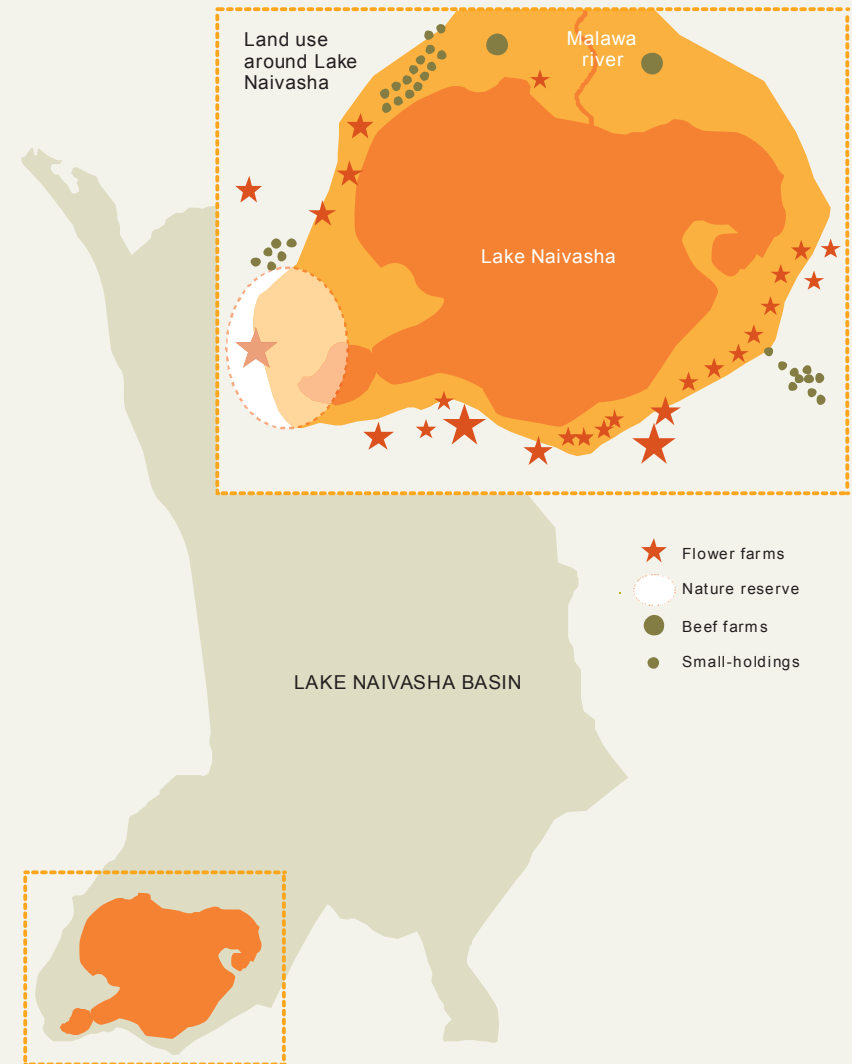 Land use
around Lake
Naivasha
Malawa
river
Lake Naivasha
Flower farms
Nature reserve
Beef farms
Small-holdings
LAKE NAIVASHA BASIN